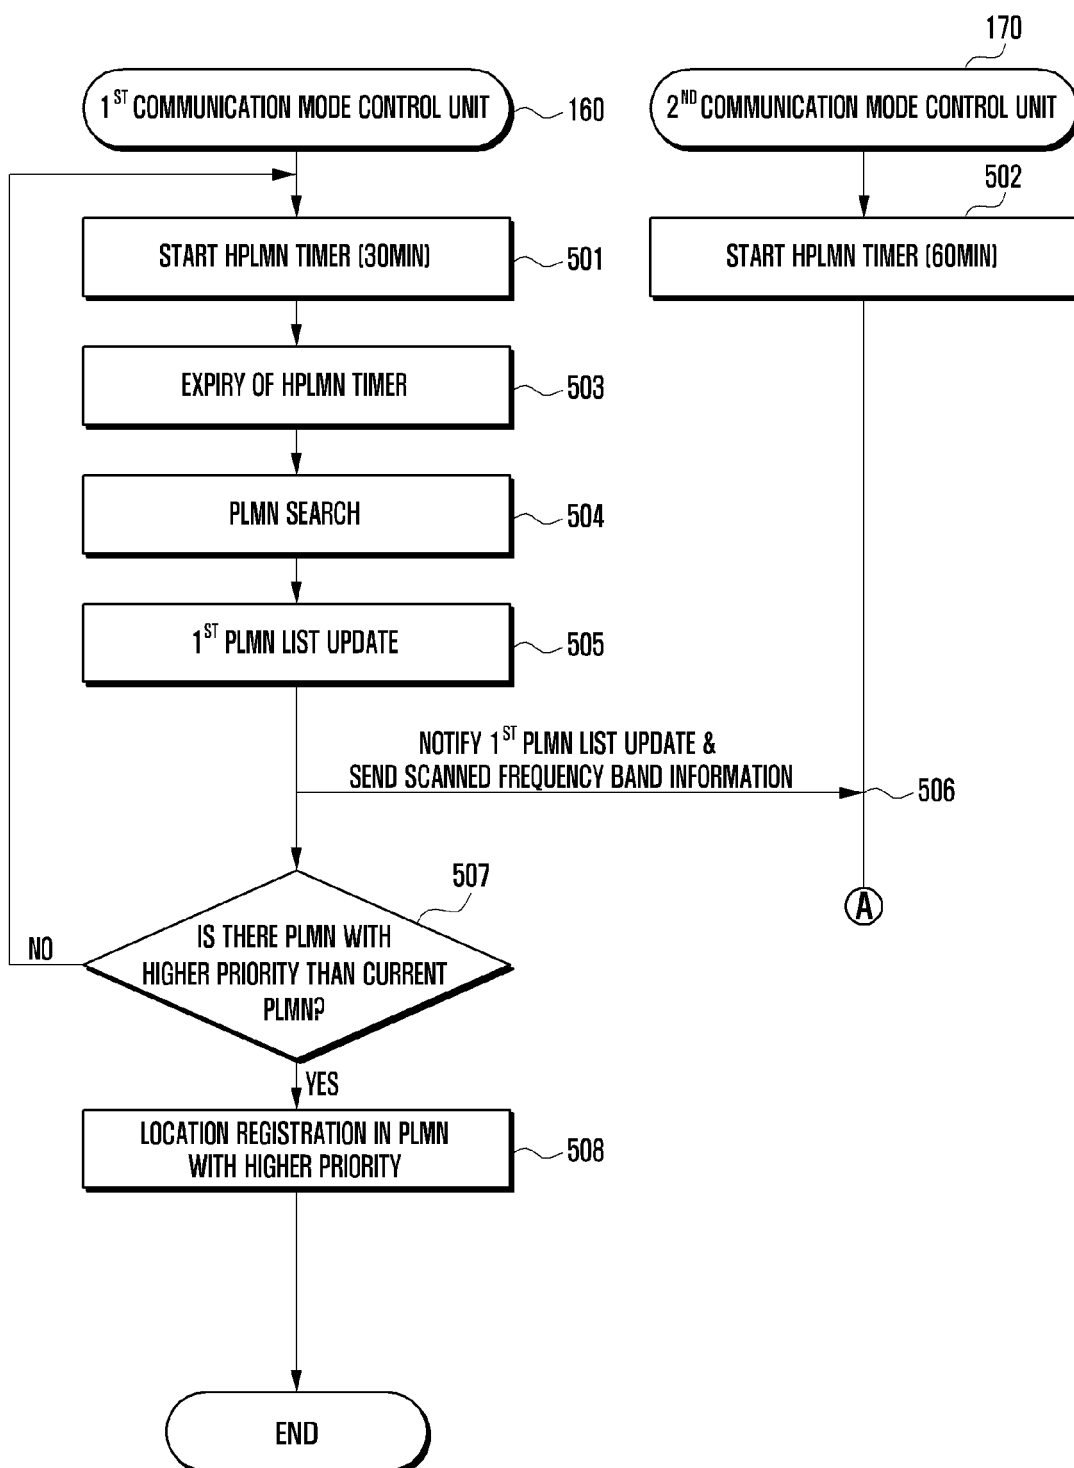 170
1ST COMMUNICATION MODE CONTROL UNIT
160
2ND COMMUNICATION MODE CONTROL UNIT
502
START HPLMN TIMER (30MIN)
501
START HPLMN TIMER (60MIN)
EXPIRY OF HPLMN TIMER
503
PLMN SEARCH
504
1ST PLMN LIST UPDATE
505
NOTIFY 1ST PLMN LIST UPDATE &
SEND SCANNED FREQUENCY BAND INFORMATION
506
507
A
NO
IS THERE PLMN WITH
HIGHER PRIORITY THAN CURRENT
PLMN?
YES
LOCATION REGISTRATION IN PLMN
WITH HIGHER PRIORITY
508
END